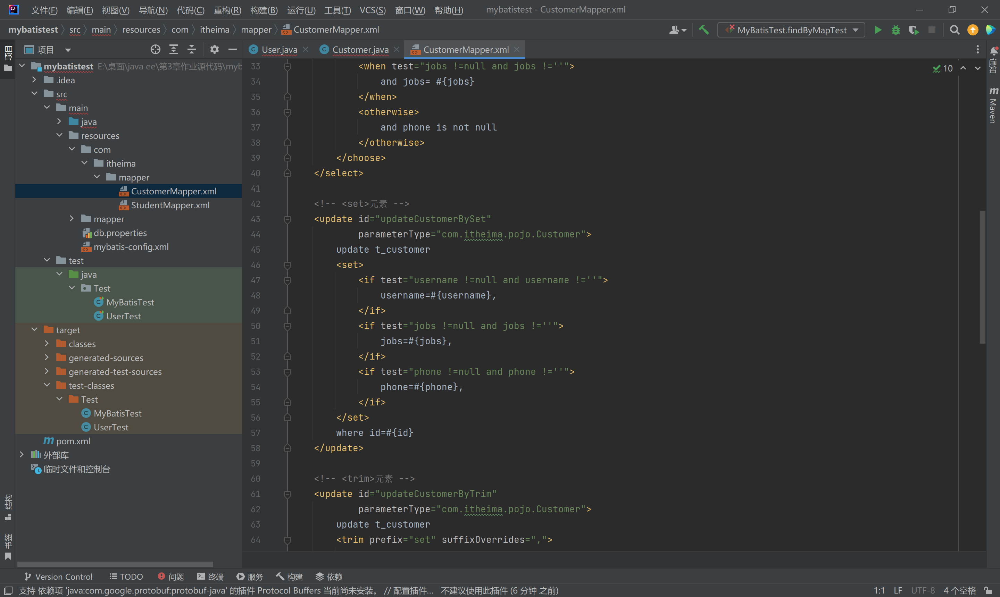 文件(F) 编辑(E) 视图(V) 导航(N) 代码(C) 重构(R) 构建(B) 运行(U) 工具(T) VCS(S) 窗口(W) 帮助(H) mybatistest - CustomerMapper.xml
mybatistest src main resources com itheima mapper CustomerMapper.xml MyBatisTest.findByMapTest
项目
User.java Customer.java CustomerMapper.xml
项目
mybatistest E:\桌面\java ee\第3章作业源代码\myb
.idea
src
main
java
resources
com
itheima
mapper
CustomerMapper.xml
StudentMapper.xml
mapper
db.properties
mybatis-config.xml
test
java
Test
MyBatisTest
UserTest
target
classes
generated-sources
generated-test-sources
test-classes
Test
MyBatisTest
UserTest
pom.xml
外部库
临时文件和控制台
结构
书签
33 <when test="jobs !=null and jobs !=''">
34 and jobs= #{jobs}
35 </when>
36 <otherwise>
37 and phone is not null
38 </otherwise>
39 </choose>
40 </select>
41
42 <!-- <set>元素 -->
43 <update id="updateCustomerBySet"
44 parameterType="com.itheima.pojo.Customer">
45 update t_customer
46 <set>
47 <if test="username !=null and username !=''">
48 username=#{username},
49 </if>
50 <if test="jobs !=null and jobs !=''">
51 jobs=#{jobs},
52 </if>
53 <if test="phone !=null and phone !=''">
54 phone=#{phone},
55 </if>
56 </set>
57 where id=#{id}
58 </update>
59
60 <!-- <trim>元素 -->
61 <update id="updateCustomerByTrim"
62 parameterType="com.itheima.pojo.Customer">
63 update t_customer
64 <trim prefix="set" suffixOverrides=",">
10
通知
m Maven
Version Control TODO 问题 终端 服务 构建 依赖
支持 依赖项 'java:com.google.protobuf:protobuf-java' 的插件 Protocol Buffers 当前尚未安装。 // 配置插件... 不建议使用此插件 (6 分钟 之前) 1:1 LF UTF-8 4 个空格